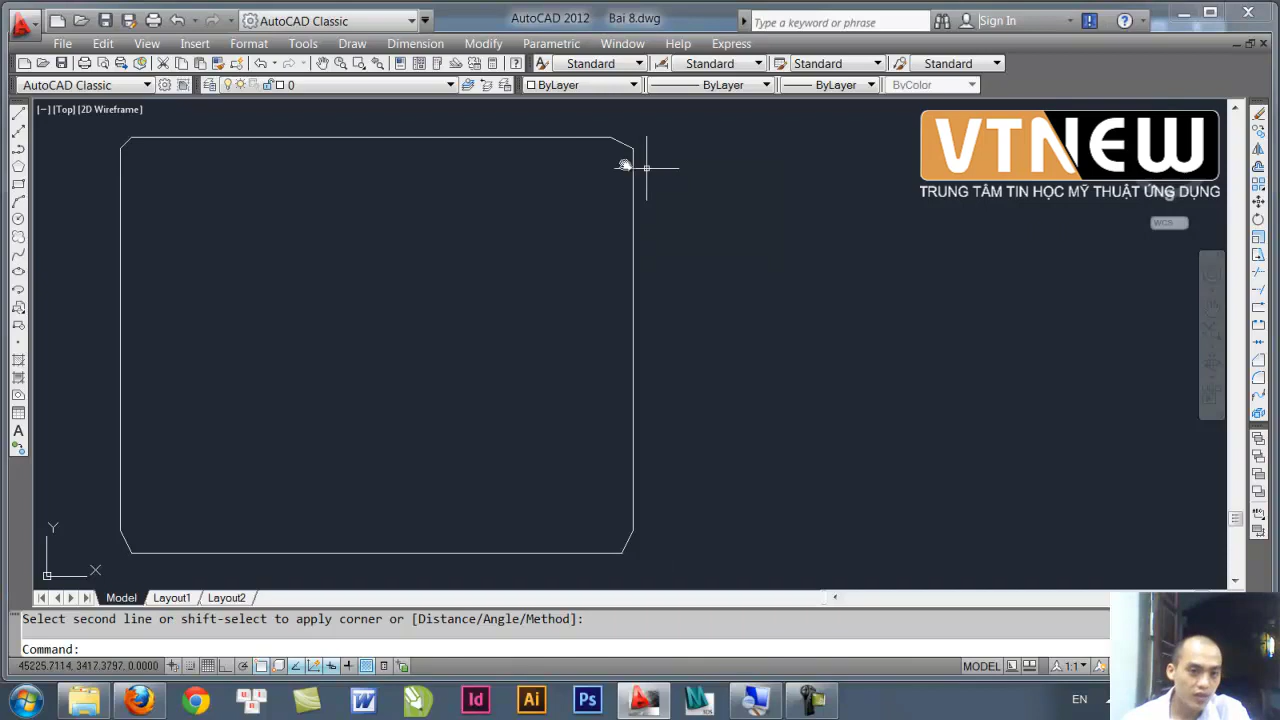 AutoCAD Classic
AutoCAD 2012 Bai 8.dwg
Type a keyword or phrase
Sign In
File Edit View Insert Format Tools Draw Dimension Modify Parametric Window Help Express
Standard Standard Standard Standard
AutoCAD Classic 0 ByLayer ByLayer ByLayer ByColor
[−] [Top] [2D Wireframe]
VTNEW
TRUNG TÂM TIN HỌC MỸ THUẬT ỨNG DỤNG
WCS
Y
X
Model Layout1 Layout2
Select second line or shift-select to apply corner or [Distance/Angle/Method]:
Command:
45225.7114, 3417.3797, 0.0000 MODEL 1:1
W Id Ai Ps EN